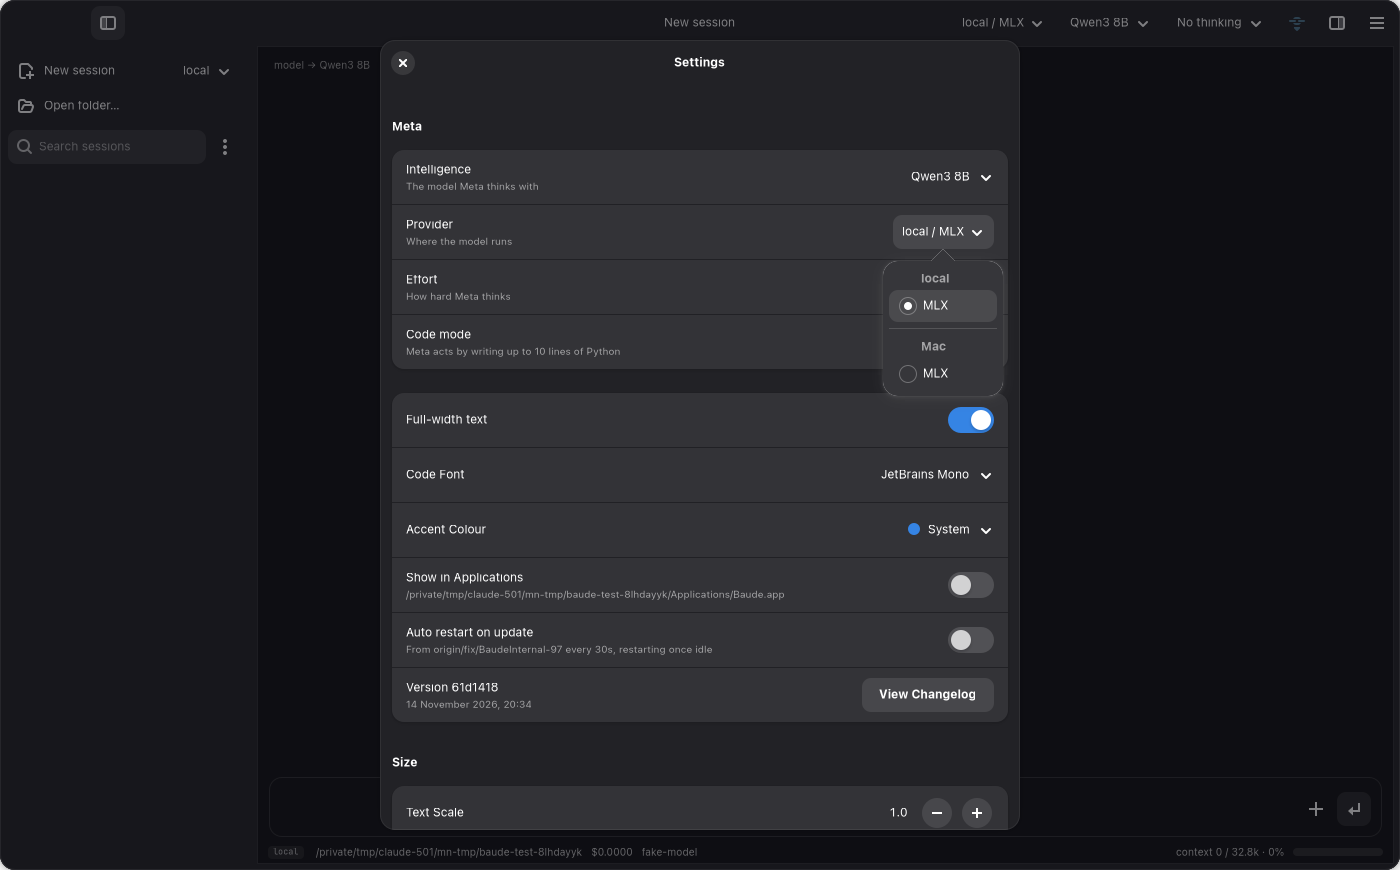 New session
local / MLX
Qwen3 8B
No thinking
New session
local
Open folder...
Search sessions
model → Qwen3 8B
Settings
Meta
Intelligence
The model Meta thinks with
Qwen3 8B
Provider
Where the model runs
local / MLX
Effort
How hard Meta thinks
Code mode
Meta acts by writing up to 10 lines of Python
local
MLX
Mac
MLX
Full-width text
Code Font
JetBrains Mono
Accent Colour
System
Show in Applications
/private/tmp/claude-501/mn-tmp/baude-test-8lhdayyk/Applications/Baude.app
Auto restart on update
From origin/fix/BaudeInternal-97 every 30s, restarting once idle
Version 61d1418
14 November 2026, 20:34
View Changelog
Size
Text Scale
1.0
local
/private/tmp/claude-501/mn-tmp/baude-test-8lhdayyk
$0.0000
fake-model
context 0 / 32.8k · 0%